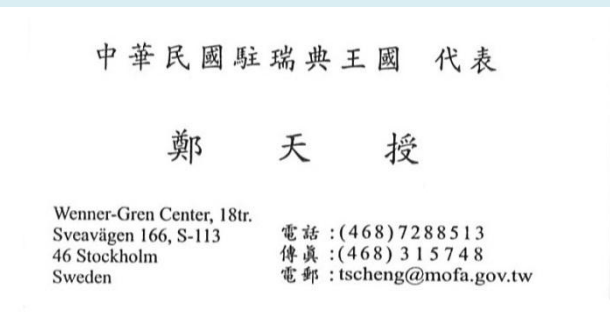 中華民國駐瑞典王國 代表
鄭 天 授
Wenner-Gren Center, 18tr.
Sveavägen 166, S-113
46 Stockholm
Sweden
電話:(468)7288513
傳真:(468)315748
電郵:tscheng@mofa.gov.tw